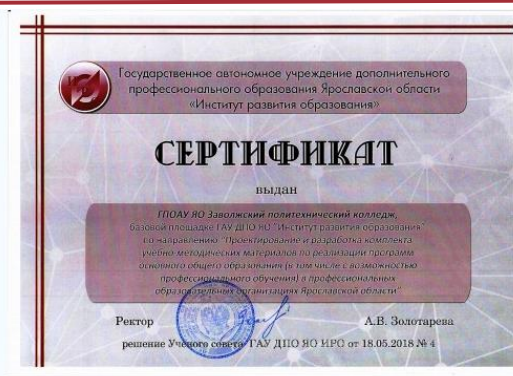 Государственное автономное учреждение дополнительного
профессионального образования Ярославской области
«Институт развития образования»
СЕРТИФИКАТ
выдан
ГПОАУ ЯО Заволжский политехнический колледж,
базовой площадке ГАУ ДПО ЯО "Институт развития образования"
по направлению "Проектирование и разработка комплекта
учебно-методических материалов по реализации программ
основного общего образования (в том числе с возможностью
профессионального обучения) в профессиональных
образовательных организациях Ярославской области"
Ректор
А.В. Золотарева
решение Ученого совета ГАУ ДПО ЯО ИРО от 18.05.2018 № 4